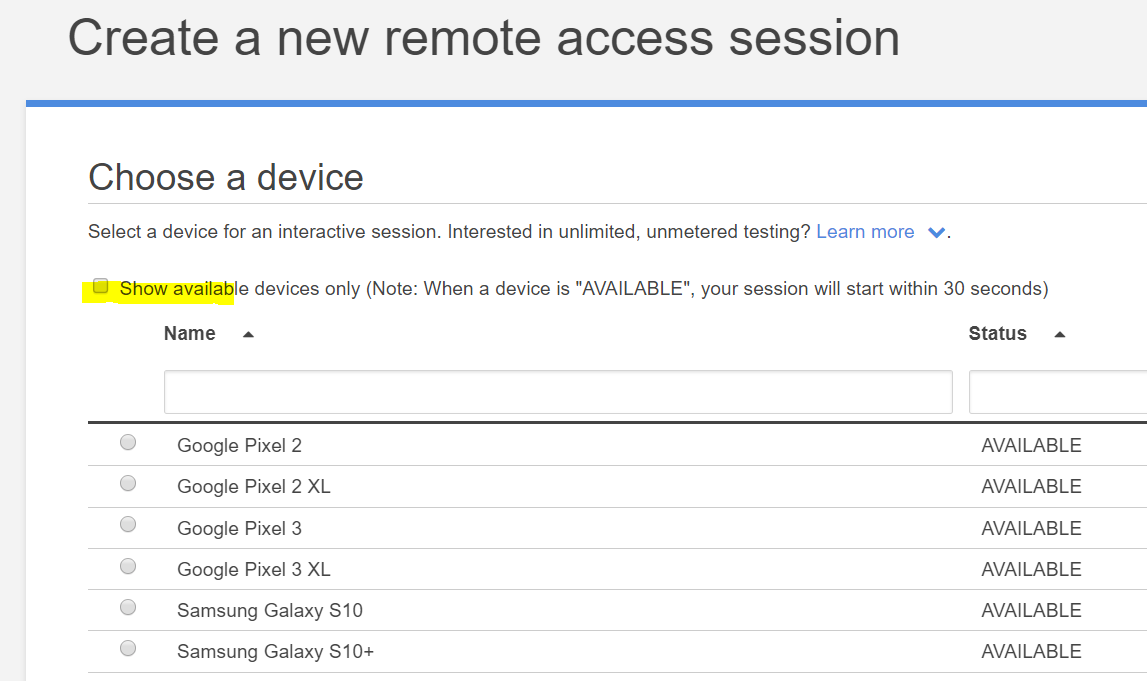 Create a new remote access session
Choose a device
Select a device for an interactive session. Interested in unlimited, unmetered testing? Learn more .
Show available devices only (Note: When a device is "AVAILABLE", your session will start within 30 seconds)
Name Status
Google Pixel 2 AVAILABLE
Google Pixel 2 XL AVAILABLE
Google Pixel 3 AVAILABLE
Google Pixel 3 XL AVAILABLE
Samsung Galaxy S10 AVAILABLE
Samsung Galaxy S10+ AVAILABLE